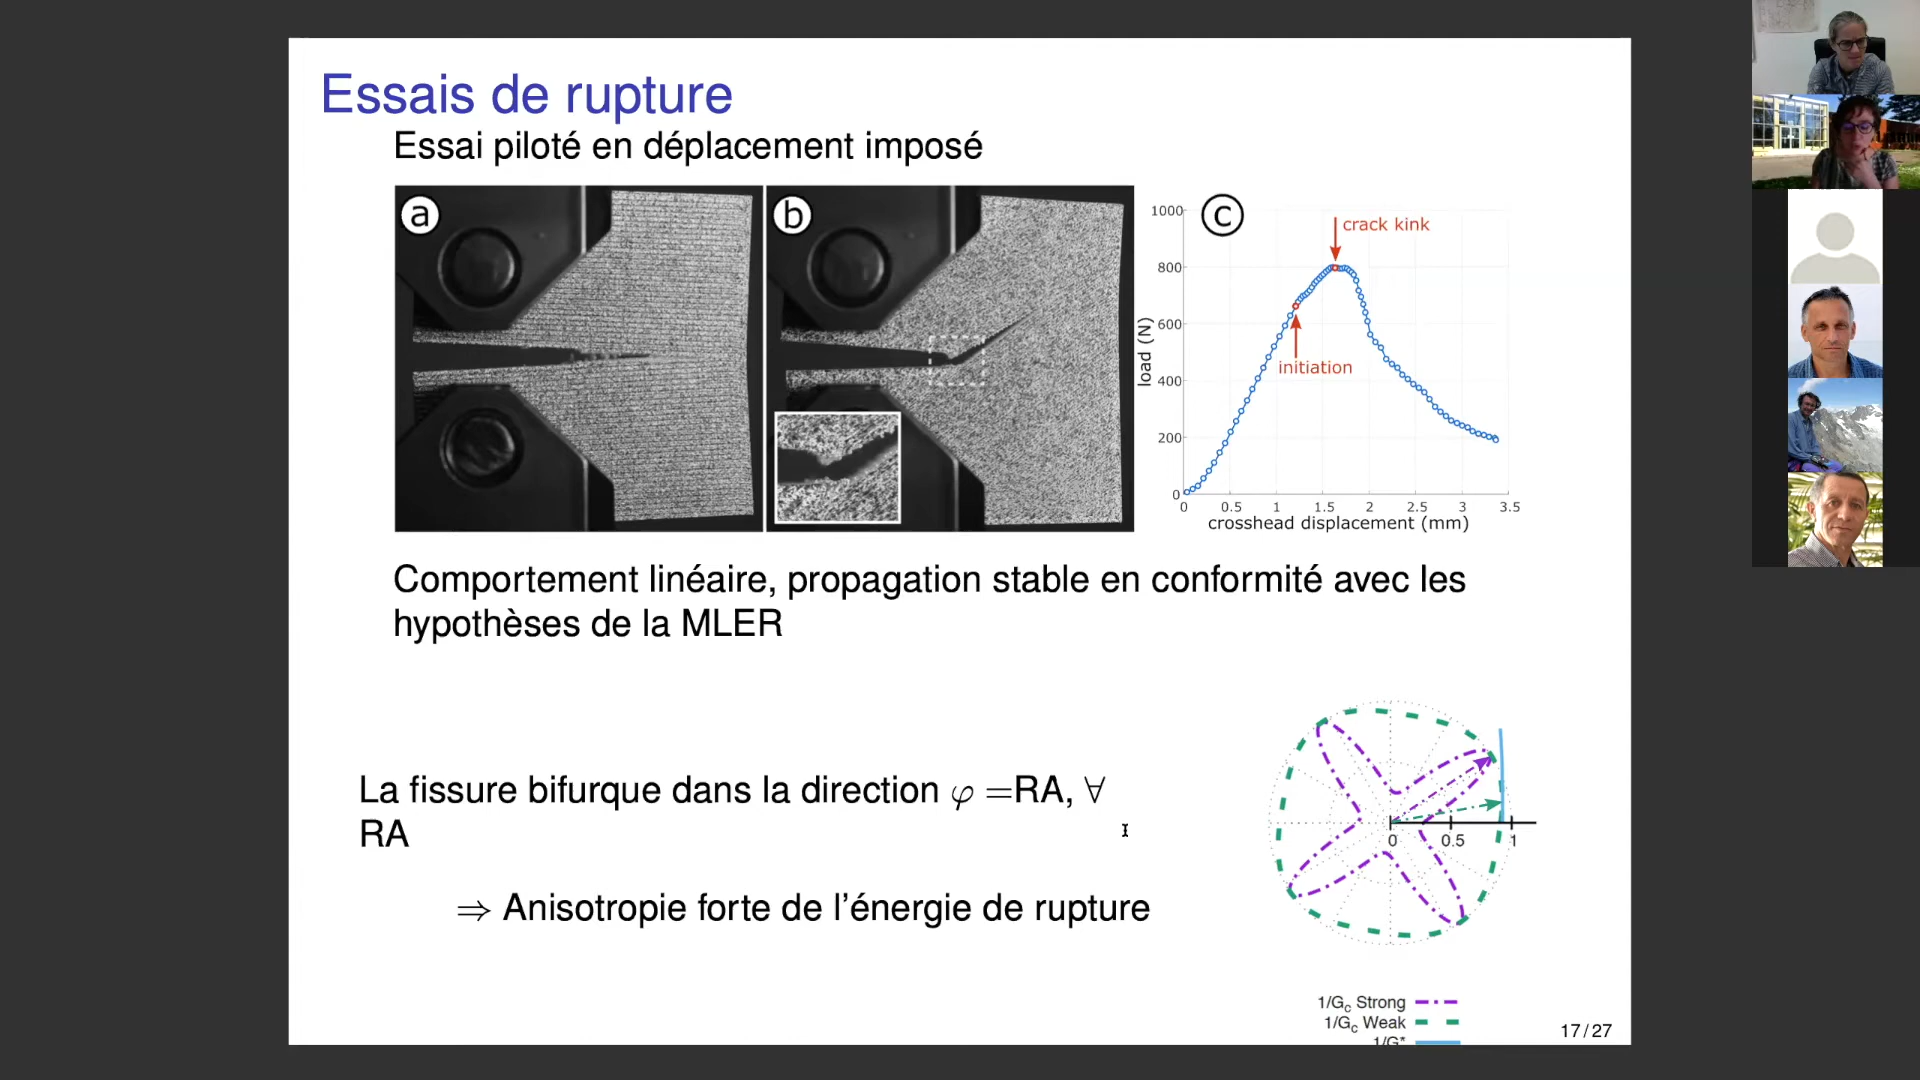 Essais de rupture
Essai piloté en déplacement imposé
a
b
c
1000
800
600
400
200
0
load (N)
crack kink
initiation
0 0.5 1 1.5 2 2.5 3 3.5
crosshead displacement (mm)
Comportement linéaire, propagation stable en conformité avec les
hypothèses de la MLER
La fissure bifurque dans la direction φ =RA, ∀
RA
⇒ Anisotropie forte de l'énergie de rupture
0 0.5 1
1/Gc Strong
1/Gc Weak
1/G*
17/27